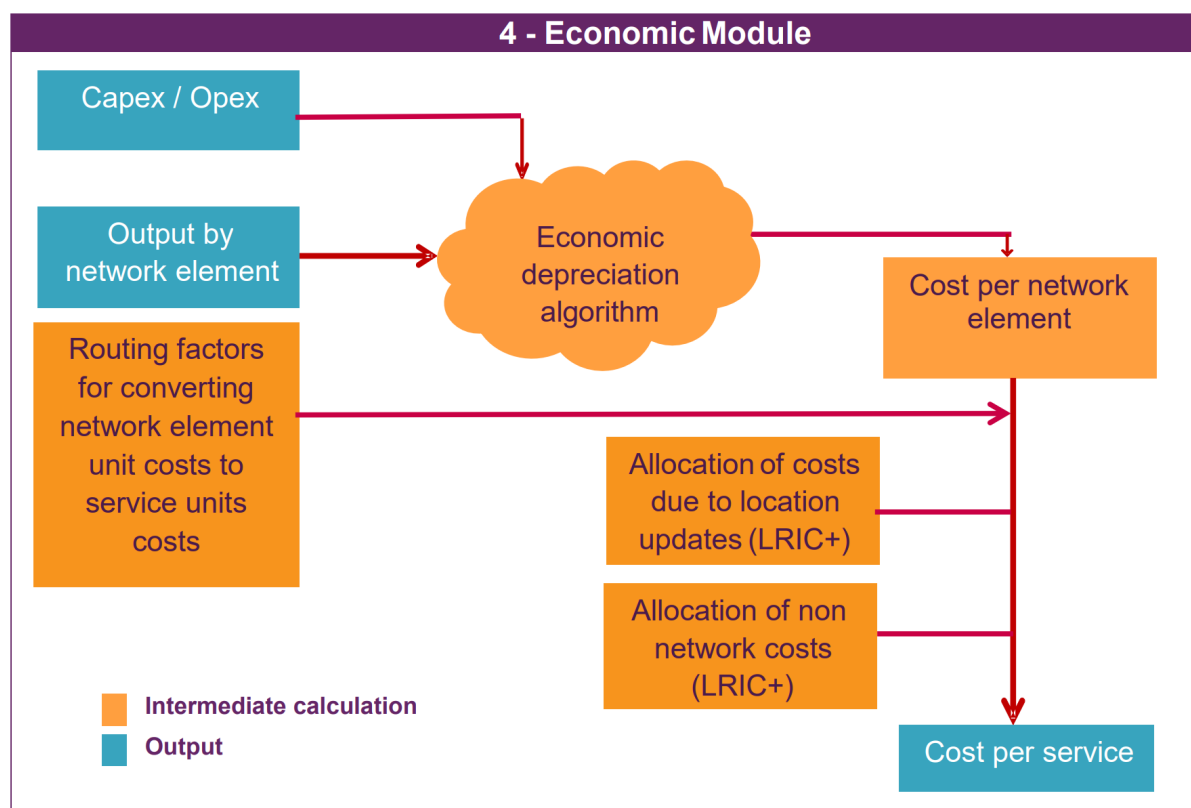 4 - Economic Module
Capex / Opex
Output by
network element
Economic
depreciation
algorithm
Cost per network
element
Routing factors
for converting
network element
unit costs to
service units
costs
Allocation of costs
due to location
updates (LRIC+)
Allocation of non
network costs
(LRIC+)
Intermediate calculation
Output
Cost per service